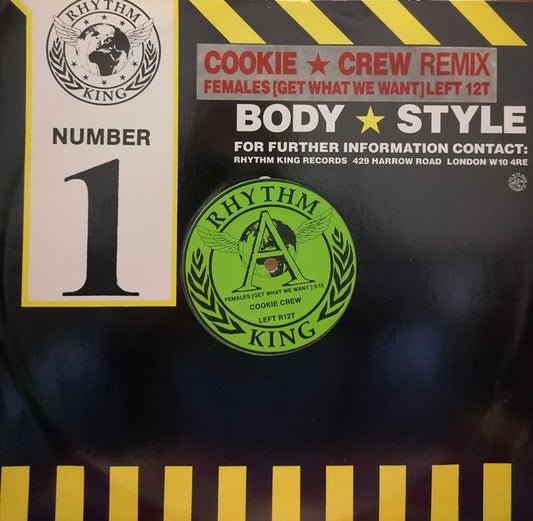 RHYTHM
KING
NUMBER
1
COOKIE ★ CREW REMIX
FEMALES [GET WHAT WE WANT] LEFT 12T
BODY ★ STYLE
FOR FURTHER INFORMATION CONTACT:
RHYTHM KING RECORDS 429 HARROW ROAD LONDON W10 4RE
RHYTHM
A
FEMALES [GET WHAT WE WANT] 5:15
COOKIE CREW
LEFT R12T
KING